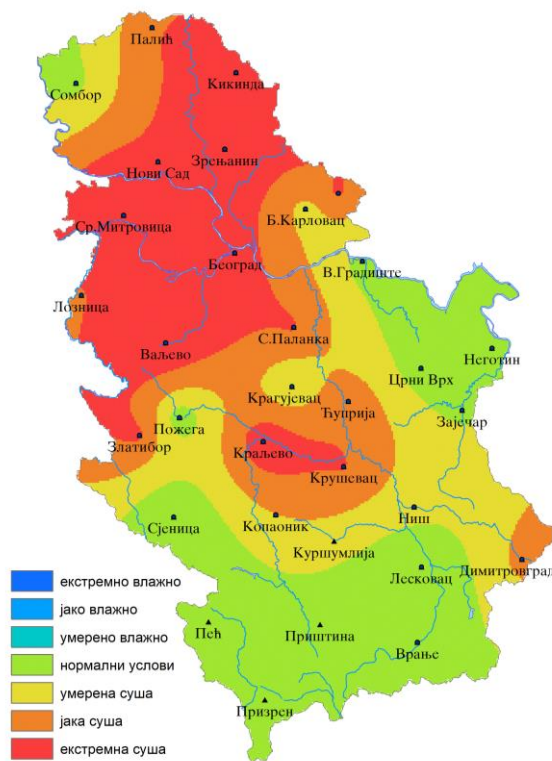 Палић
Кикинда
Сомбор
Зрењанин
Нови Сад
Б.Карловац
Ср.Митровица
Београд
В.Градиште
Лозница
С.Паланка
Неготин
Ваљево
Црни Врх
Крагујевац
Ћуприја
Зајечар
Пожега
Златибор
Краљево
Крушевац
Сјеница
Копаоник
Ниш
Куршумлија
Димитровград
Лесковац
екстремно влажно
јако влажно
Пећ
Приштина
умерено влажно
Врање
нормални услови
умерена суша
Призрен
јака суша
екстремна суша